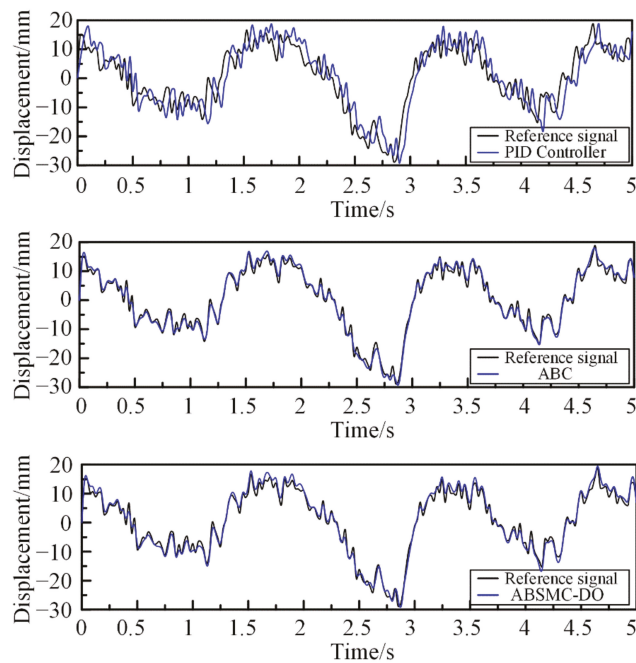 20
10
0
−10
−20
−30
Displacement/mm
Reference signal
PID Controller
0 0.5 1 1.5 2 2.5 3 3.5 4 4.5 5
Time/s
20
10
0
−10
−20
−30
Displacement/mm
Reference signal
ABC
0 0.5 1 1.5 2 2.5 3 3.5 4 4.5 5
Time/s
20
10
0
−10
−20
−30
Displacement/mm
Reference signal
ABSMC-DO
0 0.5 1 1.5 2 2.5 3 3.5 4 4.5 5
Time/s